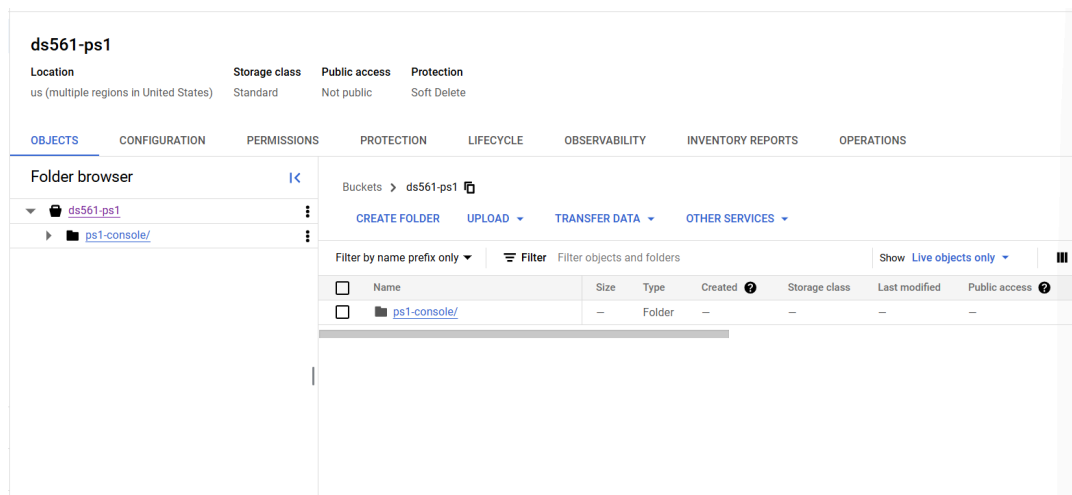 ds561-ps1
Location Storage class Public access Protection
us (multiple regions in United States) Standard Not public Soft Delete
OBJECTS CONFIGURATION PERMISSIONS PROTECTION LIFECYCLE OBSERVABILITY INVENTORY REPORTS OPERATIONS
Folder browser
ds561-ps1
ps1-console/
Buckets > ds561-ps1
CREATE FOLDER UPLOAD TRANSFER DATA OTHER SERVICES
Filter by name prefix only Filter Filter objects and folders Show Live objects only
Name Size Type Created ? Storage class Last modified Public access ?
ps1-console/ — Folder — — — —